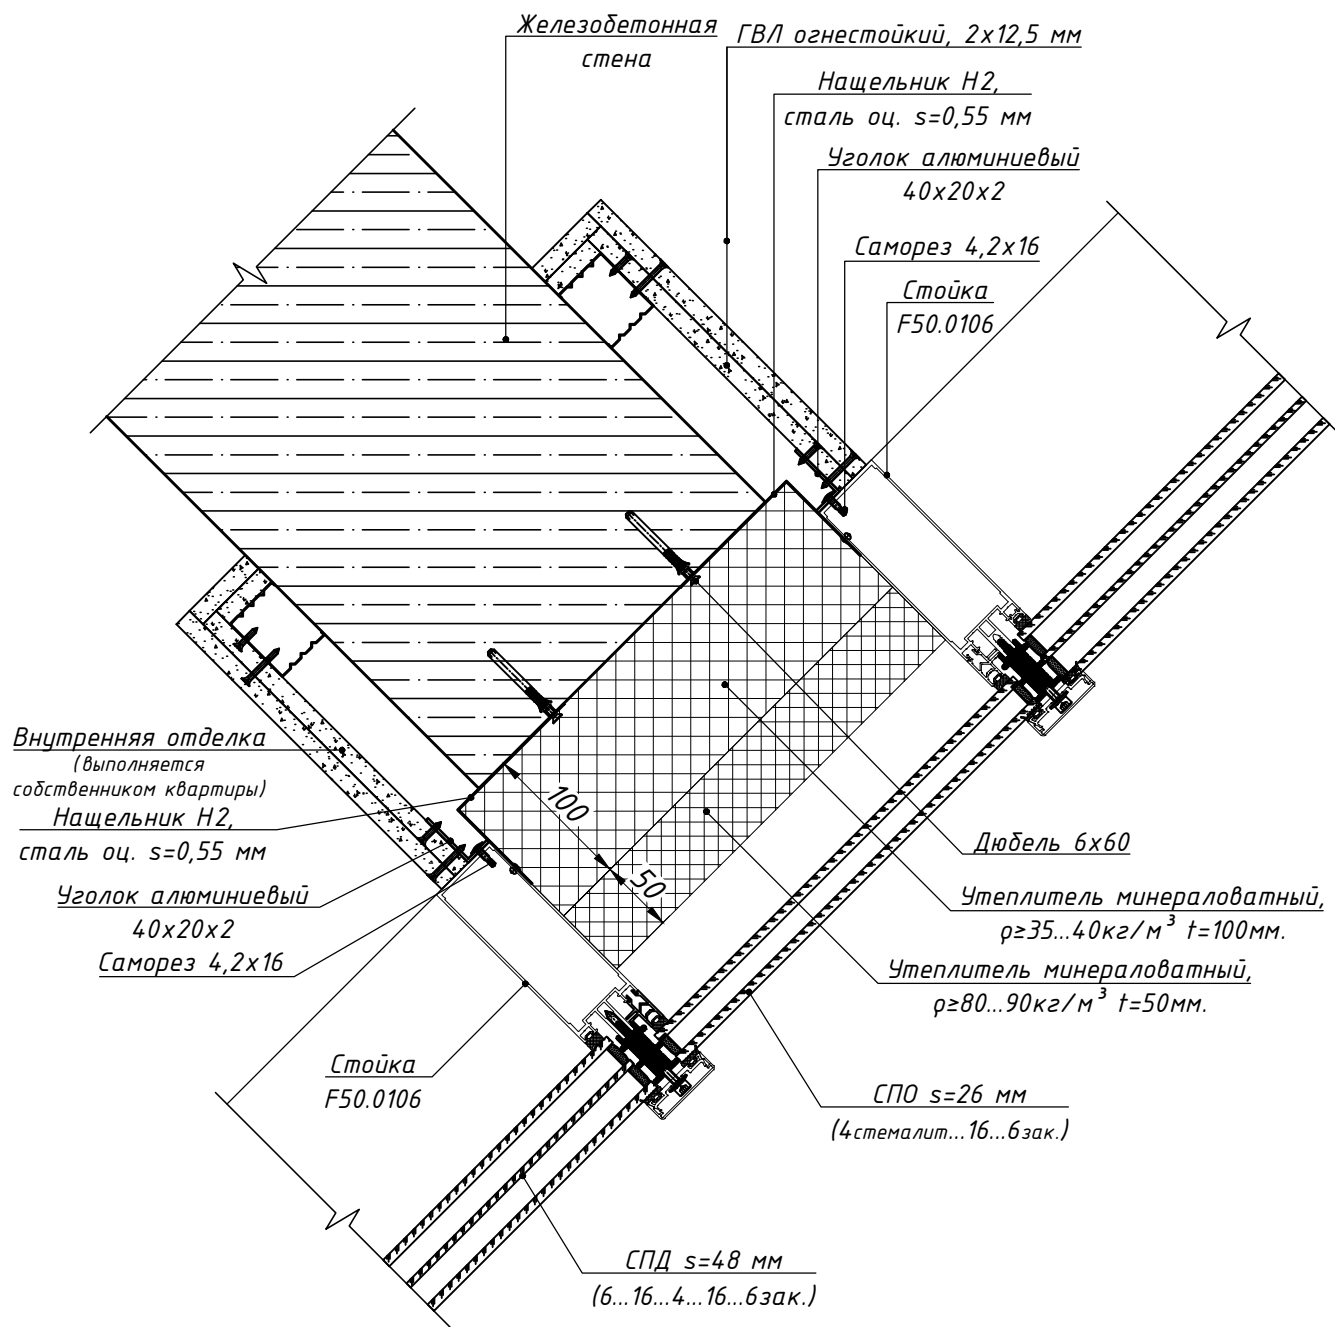 Железобетонная
стена
ГВЛ огнестойкий, 2х12,5 мм
Нащельник Н2,
сталь оц. s=0,55 мм
Уголок алюминиевый
40х20х2
Саморез 4,2х16
Стойка
F50.0106
Внутренняя отделка
(выполняется
собственником квартиры)
Нащельник Н2,
сталь оц. s=0,55 мм
Уголок алюминиевый
40х20х2
Саморез 4,2х16
100
50
Дюбель 6х60
Утеплитель минераловатный,
ρ≥35...40кг/м³ t=100мм.
Утеплитель минераловатный,
ρ≥80...90кг/м³ t=50мм.
Стойка
F50.0106
СПО s=26 мм
(4стемалит...16...6зак.)
СПД s=48 мм
(6...16...4...16...6зак.)